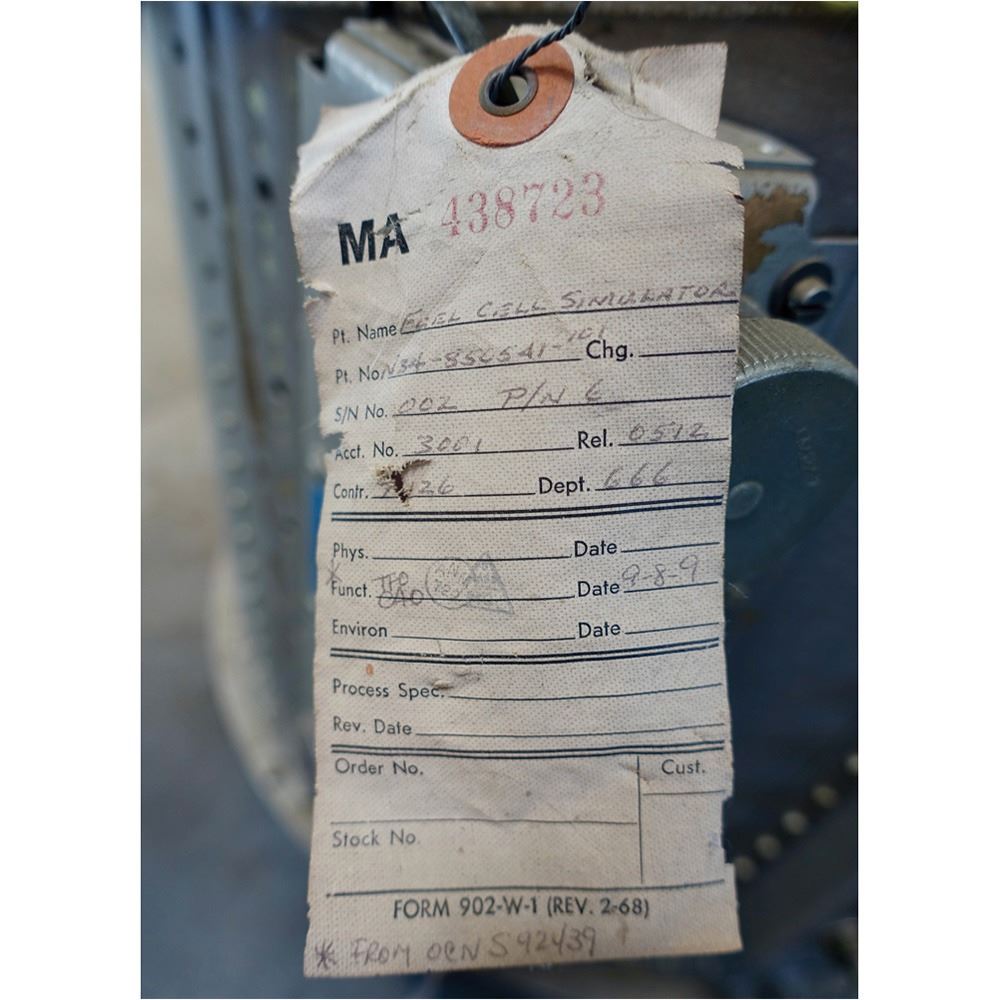 MA 438723
Pt. Name FUEL CELL SIMULATOR
Pt. No. Chg.
S/N No. 002 P/N 6
Acct. No. 3001 Rel. 0512
Contr. Dept. 666
Phys. Date
* Funct. Date 9-8-9
Environ Date
Process Spec.
Rev. Date
Order No. Cust.
Stock No.
FORM 902-W-1 (REV. 2-68)
* FROM OCN S92439